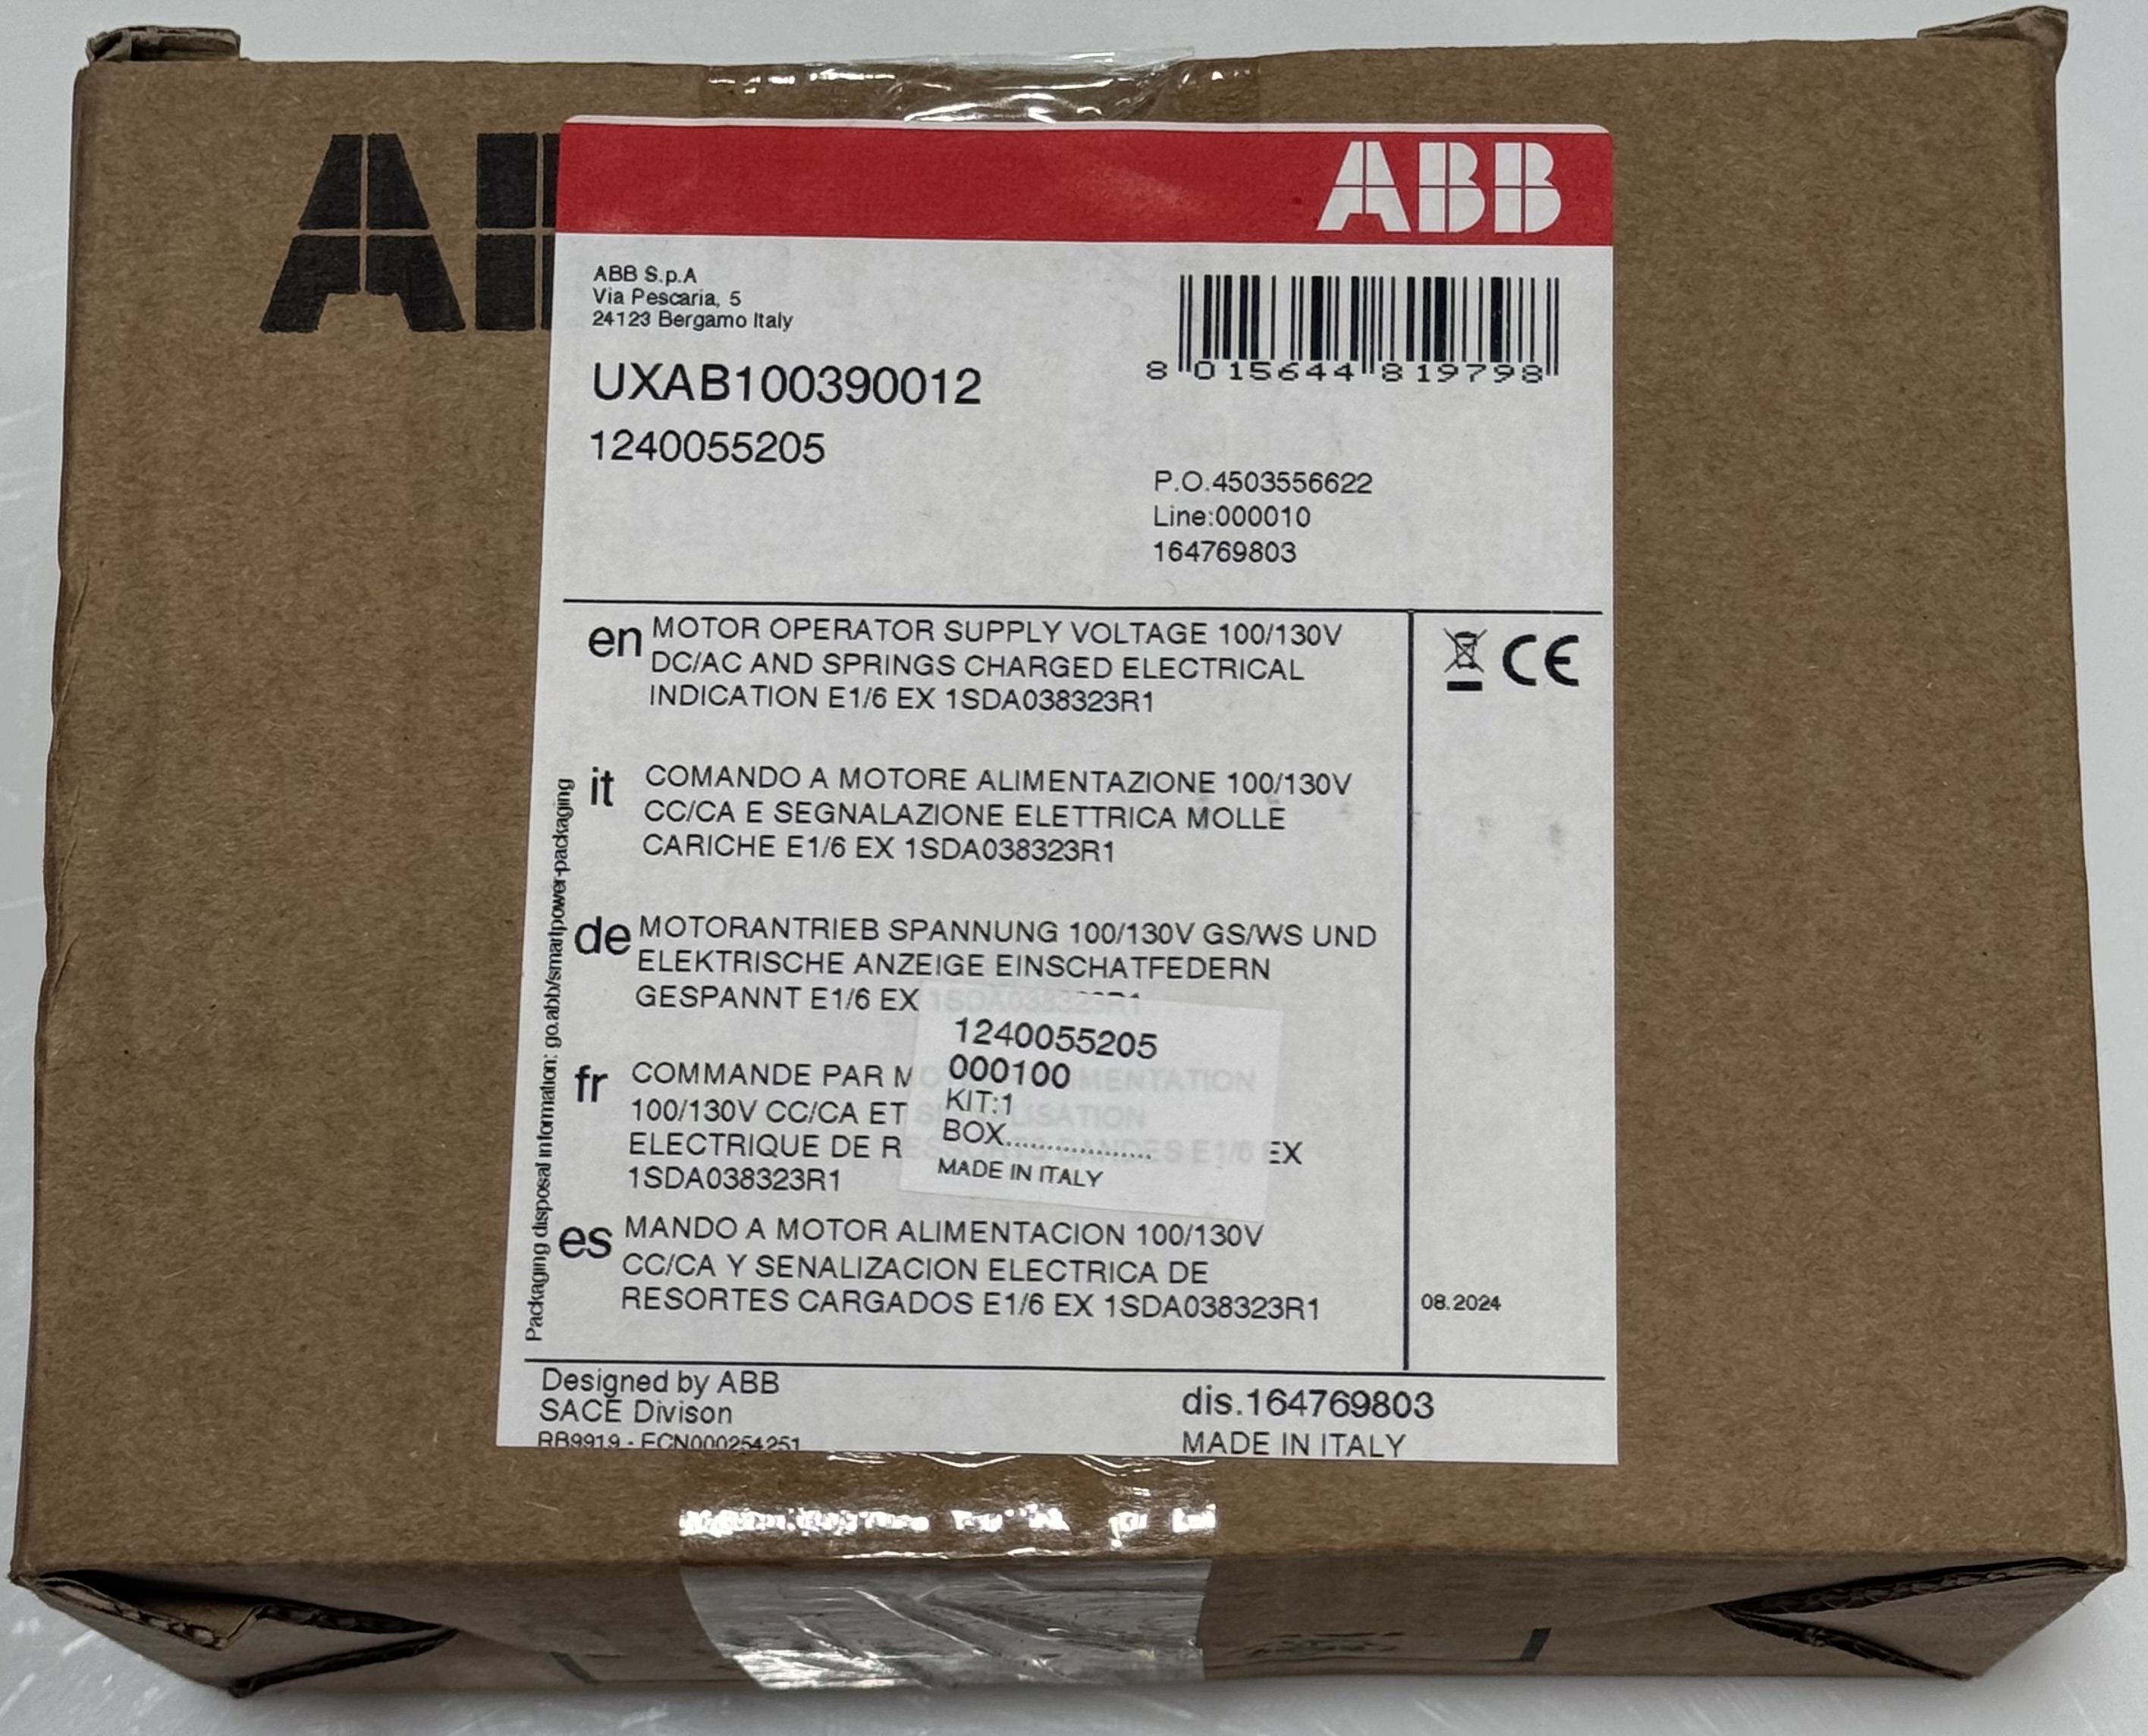 ABB
ABB S.p.A
Via Pescaria, 5
24123 Bergamo Italy
8 015644 819798
UXAB100390012
1240055205
P.O.4503556622
Line:000010
164769803
en
MOTOR OPERATOR SUPPLY VOLTAGE 100/130V
DC/AC AND SPRINGS CHARGED ELECTRICAL
INDICATION E1/6 EX 1SDA038323R1
CE
it
COMANDO A MOTORE ALIMENTAZIONE 100/130V
CC/CA E SEGNALAZIONE ELETTRICA MOLLE
CARICHE E1/6 EX 1SDA038323R1
de
MOTORANTRIEB SPANNUNG 100/130V GS/WS UND
ELEKTRISCHE ANZEIGE EINSCHATFEDERN
GESPANNT E1/6 EX 1SDA038323R1
1240055205
000100
KIT:1
BOX..................
MADE IN ITALY
fr
COMMANDE PAR M
100/130V CC/CA ET
ELECTRIQUE DE R E1/6 EX
1SDA038323R1
es
MANDO A MOTOR ALIMENTACION 100/130V
CC/CA Y SENALIZACION ELECTRICA DE
RESORTES CARGADOS E1/6 EX 1SDA038323R1
08.2024
Packaging disposal information: go.abb/smartpower-packaging
Designed by ABB
SACE Divison
RB9919 - ECN000254251
dis.164769803
MADE IN ITALY